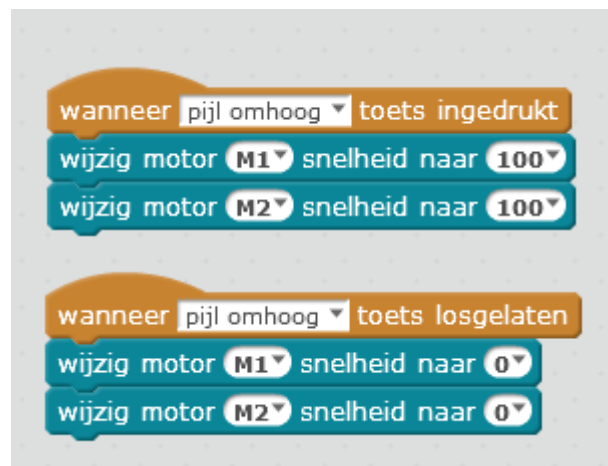 wanneer pijl omhoog toets ingedrukt
wijzig motor M1 snelheid naar 100
wijzig motor M2 snelheid naar 100
wanneer pijl omhoog toets losgelaten
wijzig motor M1 snelheid naar 0
wijzig motor M2 snelheid naar 0